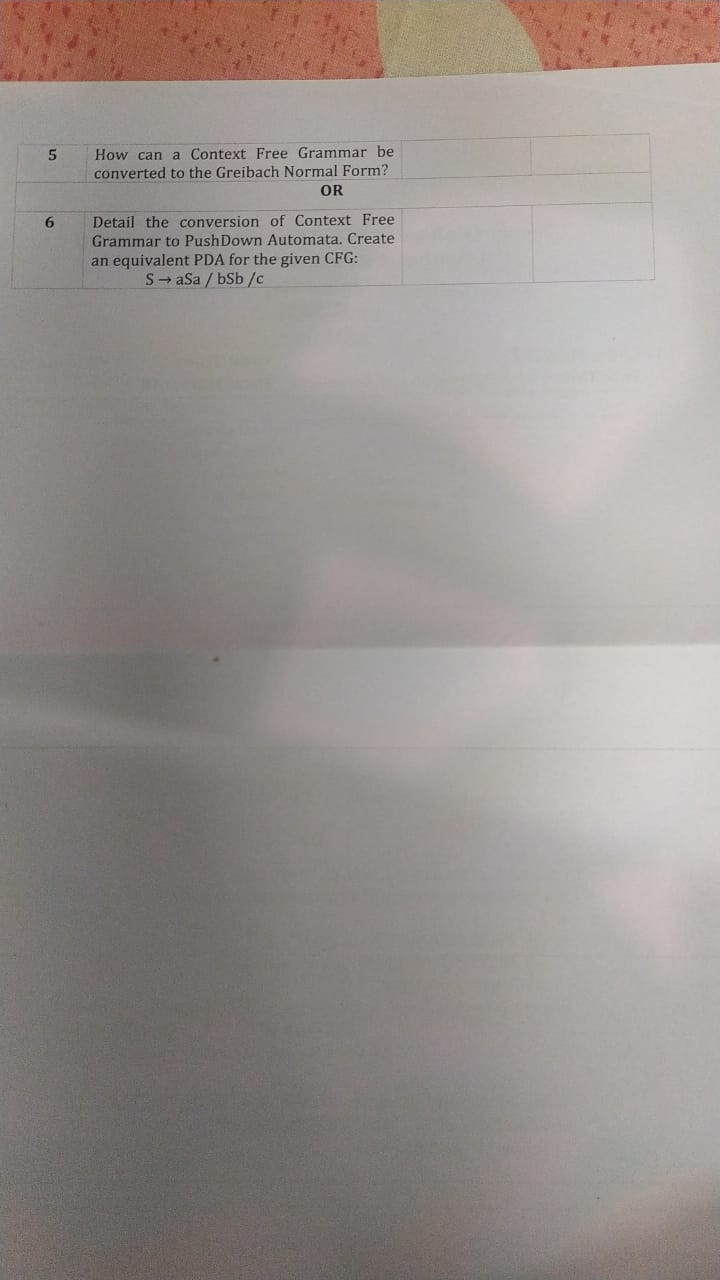 5 How can a Context Free Grammar be
converted to the Greibach Normal Form?
OR
6 Detail the conversion of Context Free
Grammar to PushDown Automata. Create
an equivalent PDA for the given CFG:
S→ aSa / bSb /c